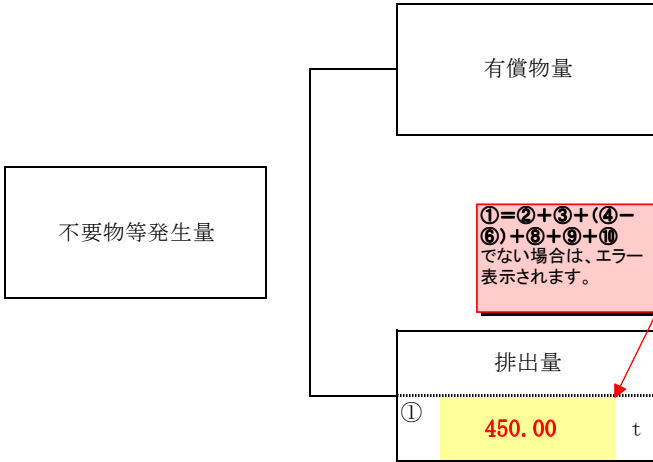 有償物量
不要物等発生量
①=②+③+(④-
⑥)+⑧+⑨+⑩
でない場合は、エラー
表示されます。
排出量
①
450.00 t